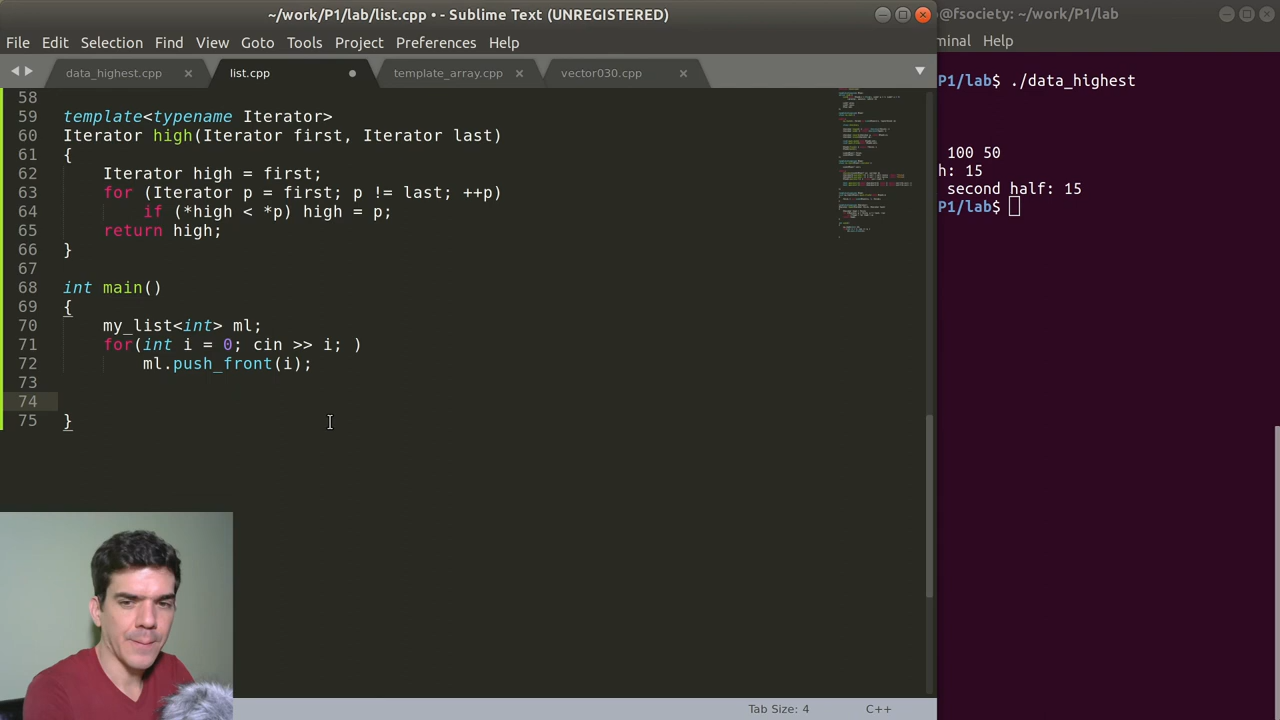 ~/work/P1/lab/list.cpp • - Sublime Text (UNREGISTERED)
@fsociety: ~/work/P1/lab
File Edit Selection Find View Goto Tools Project Preferences Help
minal Help
data_highest.cpp
list.cpp
template_array.cpp
vector030.cpp
58
59 template<typename Iterator>
60 Iterator high(Iterator first, Iterator last)
61 {
62 Iterator high = first;
63 for (Iterator p = first; p != last; ++p)
64 if (*high < *p) high = p;
65 return high;
66 }
67
68 int main()
69 {
70 my_list<int> ml;
71 for(int i = 0; cin >> i; )
72 ml.push_front(i);
73
74
75 }
P1/lab$ ./data_highest
100 50
h: 15
second half: 15
P1/lab$
Tab Size: 4
C++